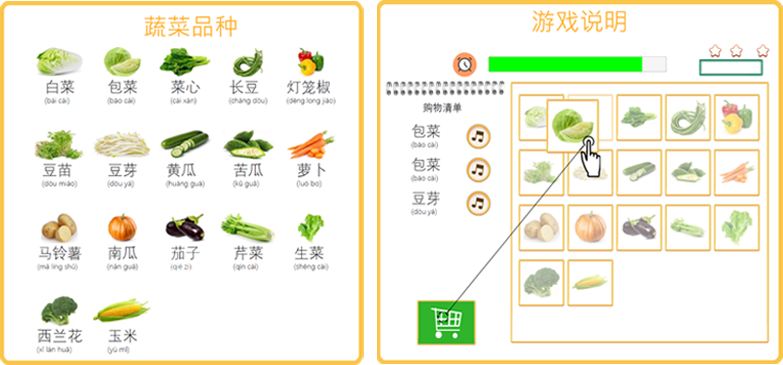 蔬菜品种
白菜 包菜 菜心 长豆 灯笼椒
(bái cài) (bāo cài) (cài xān) (cháng dòu) (dēng long jiāo)
豆苗 豆芽 黄瓜 苦瓜 萝卜
(dòu miáo) (dòu yá) (huáng guā) (kǔ guā) (luó bo)
马铃薯 南瓜 茄子 芹菜 生菜
(mǎ líng shǔ) (nán guā) (qié zi) (qín cài) (shēng cài)
西兰花 玉米
(xī lán huā) (yù mǐ)
游戏说明
购物清单
包菜
(bāo cài)
包菜
(bāo cài)
豆芽
(dòu yá)